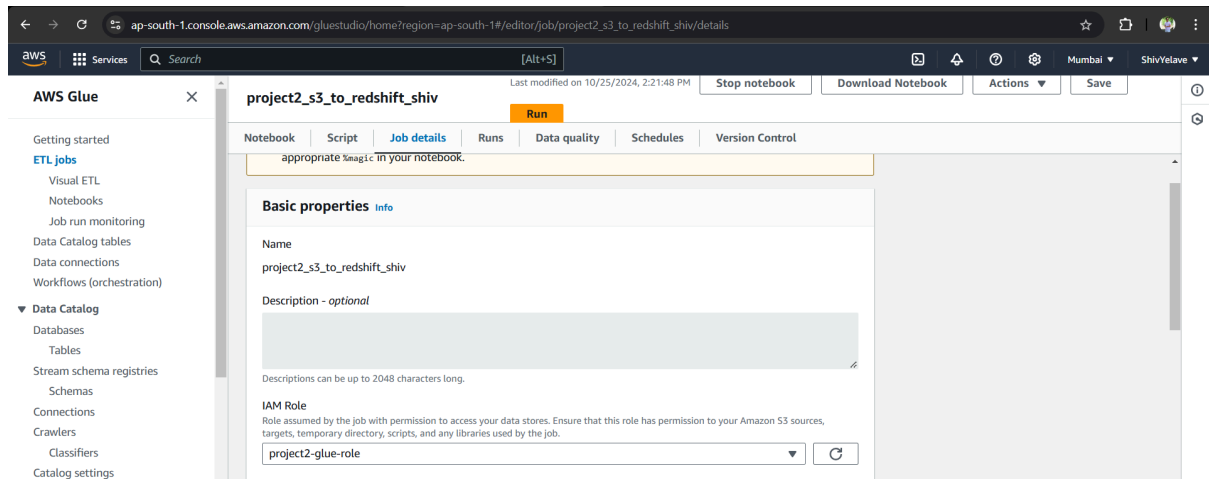 ap-south-1.console.aws.amazon.com/gluestudio/home?region=ap-south-1#/editor/job/project2_s3_to_redshift_shiv/details
aws
Services
Search
[Alt+S]
Mumbai ▼
ShivYelave ▼
AWS Glue
Getting started
ETL jobs
Visual ETL
Notebooks
Job run monitoring
Data Catalog tables
Data connections
Workflows (orchestration)
Data Catalog
Databases
Tables
Stream schema registries
Schemas
Connections
Crawlers
Classifiers
Catalog settings
project2_s3_to_redshift_shiv
Last modified on 10/25/2024, 2:21:48 PM
Stop notebook
Download Notebook
Actions ▼
Save
Run
Notebook
Script
Job details
Runs
Data quality
Schedules
Version Control
appropriate %magic in your notebook.
Basic properties Info
Name
project2_s3_to_redshift_shiv
Description - optional
Descriptions can be up to 2048 characters long.
IAM Role
Role assumed by the job with permission to access your data stores. Ensure that this role has permission to your Amazon S3 sources,
targets, temporary directory, scripts, and any libraries used by the job.
project2-glue-role